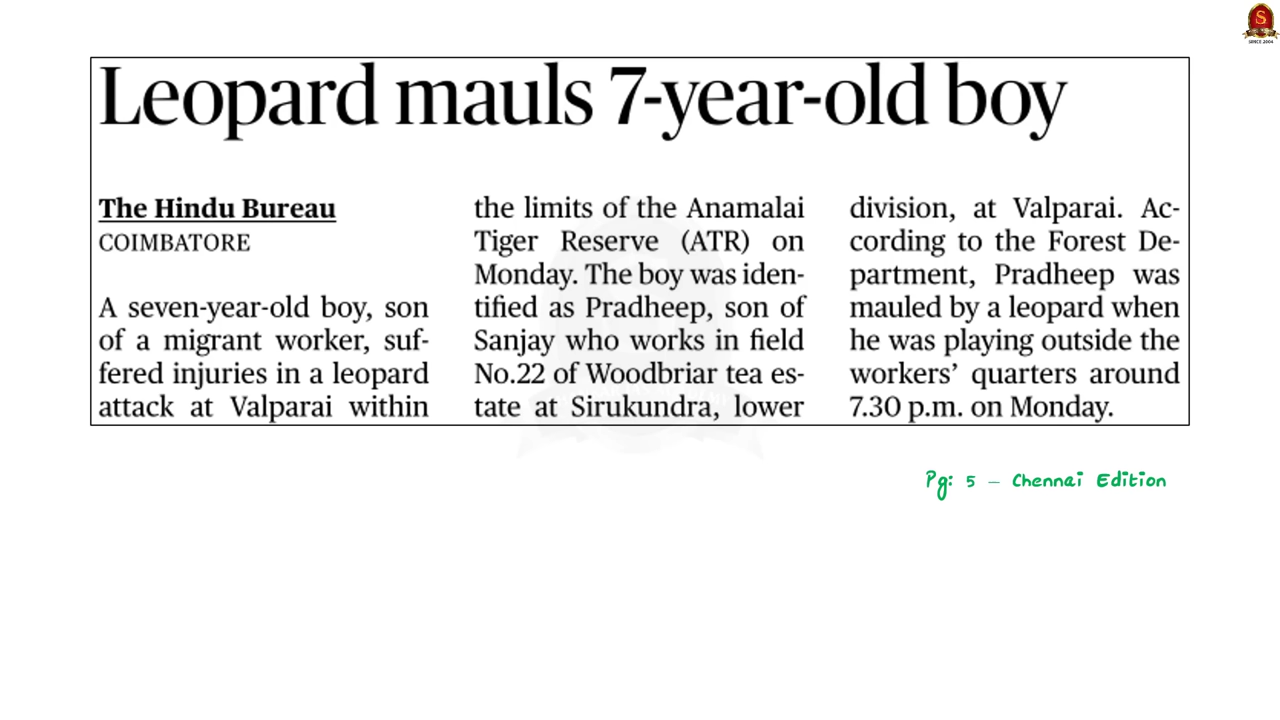 S
SINCE 2004
Leopard mauls 7-year-old boy
The Hindu Bureau
COIMBATORE
A seven-year-old boy, son
of a migrant worker, suf-
fered injuries in a leopard
attack at Valparai within
the limits of the Anamalai
Tiger Reserve (ATR) on
Monday. The boy was iden-
tified as Pradheep, son of
Sanjay who works in field
No.22 of Woodbriar tea es-
tate at Sirukundra, lower
division, at Valparai. Ac-
cording to the Forest De-
partment, Pradheep was
mauled by a leopard when
he was playing outside the
workers’ quarters around
7.30 p.m. on Monday.
Pg: 5 – Chennai Edition